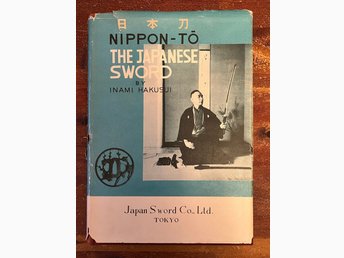 日本刀
NIPPON-TŌ
THE JAPANESE
SWORD
BY
INAMI HAKUSUI
Japan Sword Co., Ltd.
TOKYO